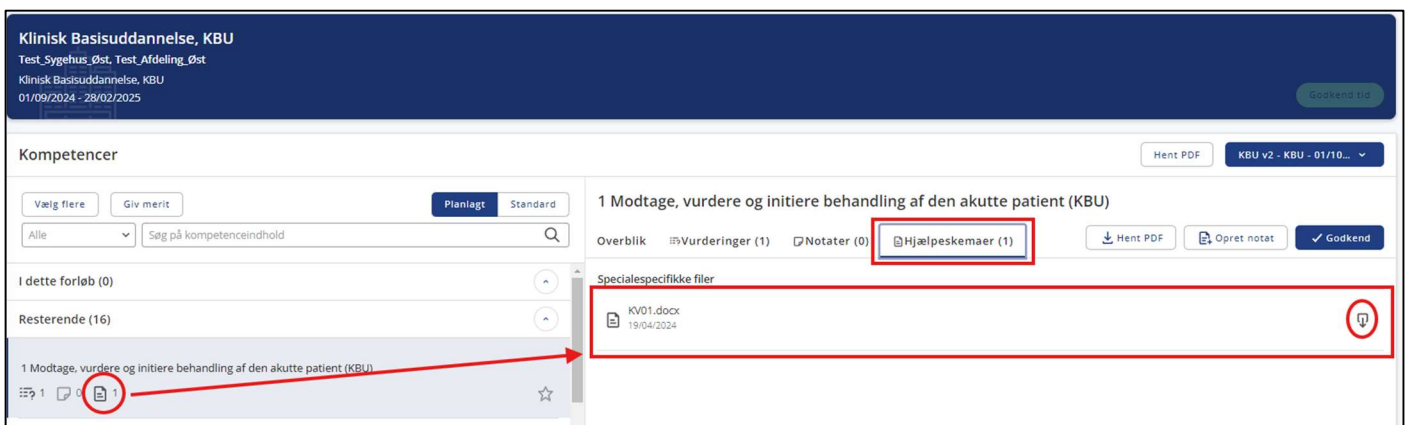 Klinisk Basisuddannelse, KBU
Test_Sygehus_Øst, Test_Afdeling_Øst
Klinisk Basisuddannelse, KBU
01/09/2024 - 28/02/2025
Godkend tid
Kompetencer
Hent PDF
KBU v2 - KBU - 01/10...
Vælg flere
Giv merit
Planlagt
Standard
Alle
Søg på kompetenceindhold
I dette forløb (0)
Resterende (16)
1 Modtage, vurdere og initiere behandling af den akutte patient (KBU)
1
0
1
1 Modtage, vurdere og initiere behandling af den akutte patient (KBU)
Overblik
Vurderinger (1)
Notater (0)
Hjælpeskemaer (1)
Hent PDF
Opret notat
Godkend
Specialespecifikke filer
KV01.docx
19/04/2024